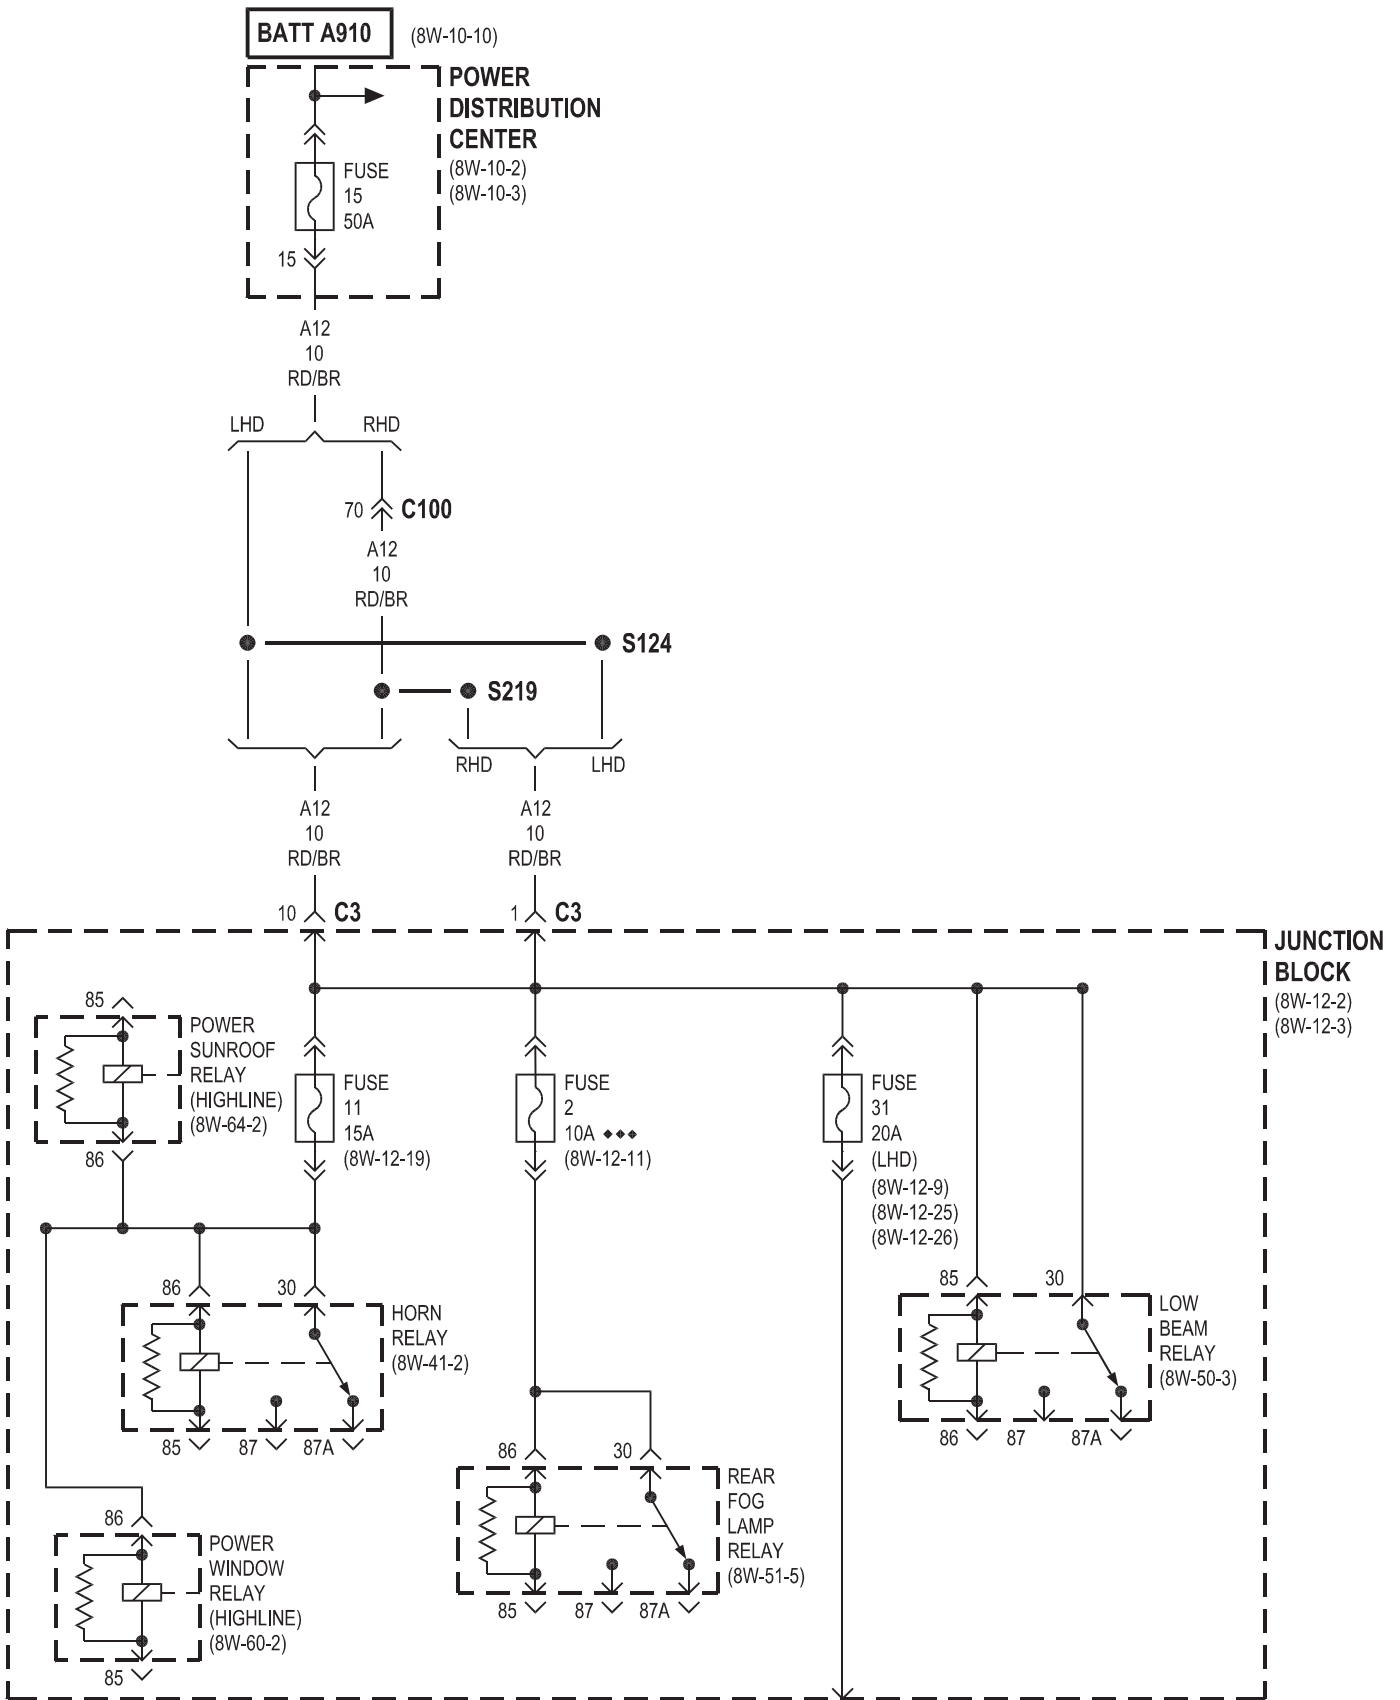 BATT A910 (8W-10-10)
POWER
DISTRIBUTION
CENTER
(8W-10-2)
(8W-10-3)
FUSE
15
50A
15
A12
10
RD/BR
LHD RHD
70 C100
A12
10
RD/BR
S124
S219
RHD LHD
A12
10
RD/BR
A12
10
RD/BR
10 C3
1 C3
JUNCTION
BLOCK
(8W-12-2)
(8W-12-3)
85
POWER
SUNROOF
RELAY
(HIGHLINE)
(8W-64-2)
86
FUSE
11
15A
(8W-12-19)
FUSE
2
10A ◆◆◆
(8W-12-11)
FUSE
31
20A
(LHD)
(8W-12-9)
(8W-12-25)
(8W-12-26)
86 30
HORN
RELAY
(8W-41-2)
85 87 87A
85 30
LOW
BEAM
RELAY
(8W-50-3)
86 87 87A
86 30
REAR
FOG
LAMP
RELAY
(8W-51-5)
85 87 87A
86
POWER
WINDOW
RELAY
(HIGHLINE)
(8W-60-2)
85